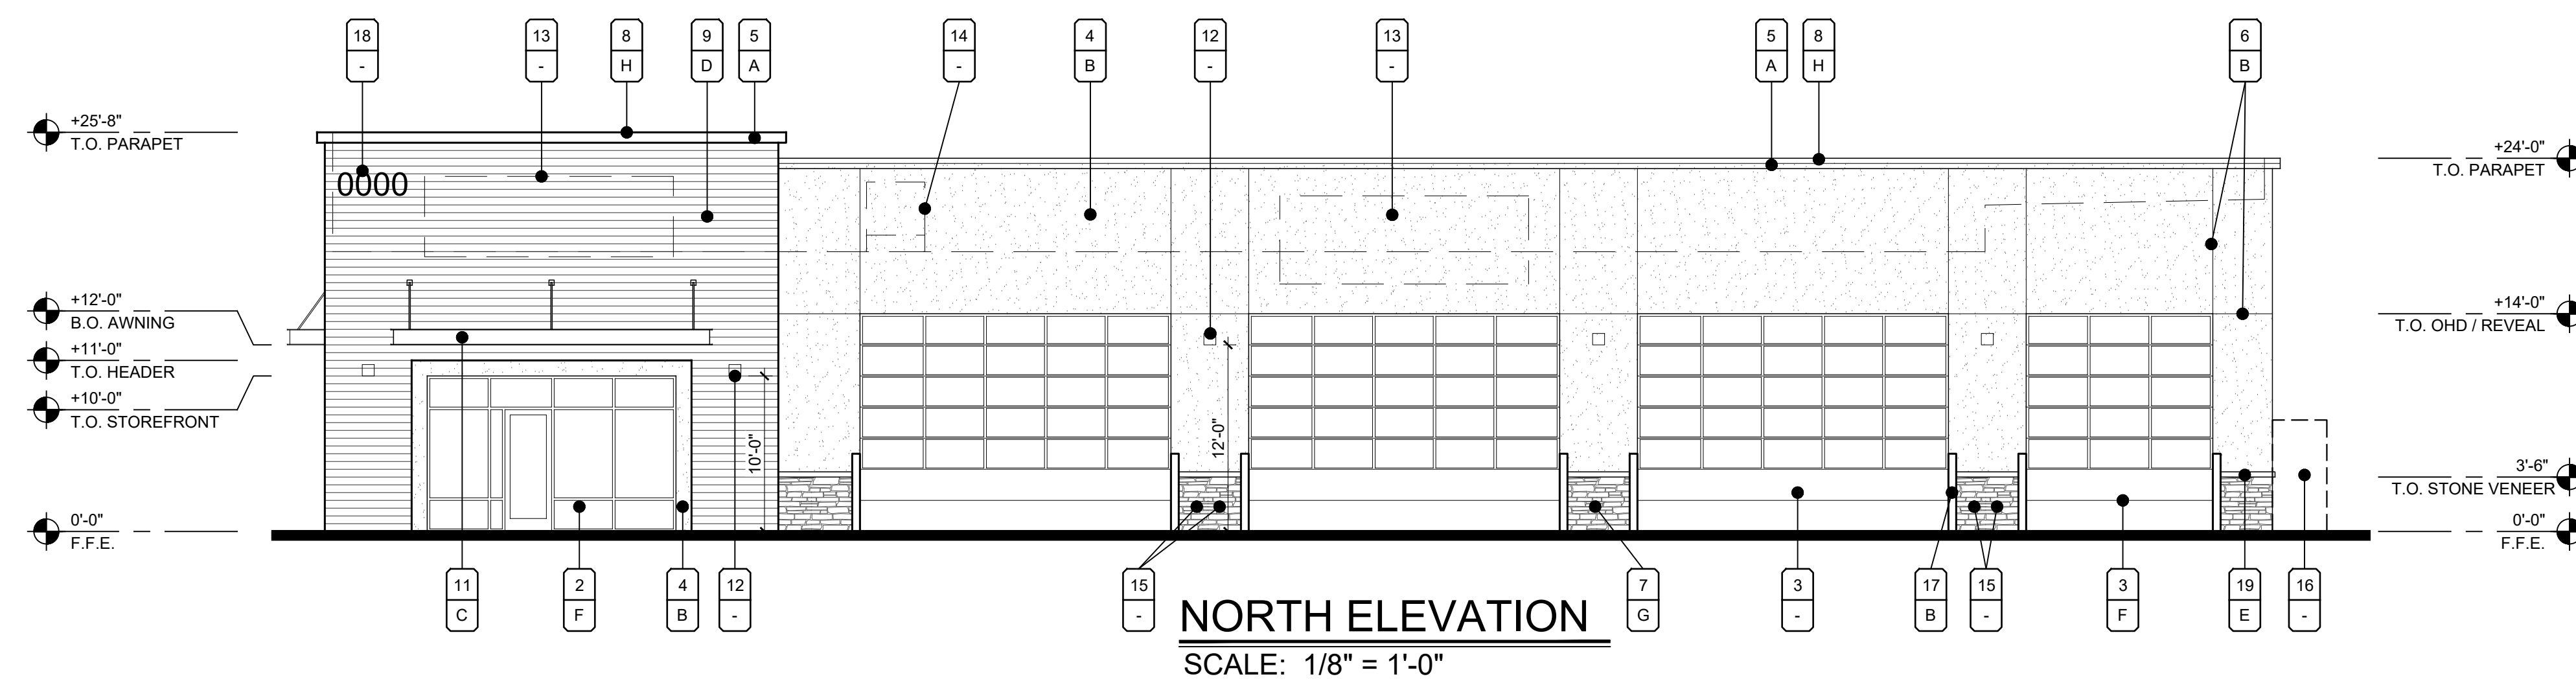 18 13 8 9 5 14 4 12 13 5 8 6
- - H D A - B - - A H B
+25'-8"
T.O. PARAPET
+24'-0"
T.O. PARAPET
0000
+12'-0"
B.O. AWNING
+14'-0"
T.O. OHD / REVEAL
+11'-0"
T.O. HEADER
+10'-0"
T.O. STOREFRONT
10'-0"
12'-0"
3'-6"
T.O. STONE VENEER
0'-0"
F.F.E.
0'-0"
F.F.E.
11 2 4 12 15 7 3 17 15 3 19 16
C F B - - G - B - F E -
NORTH ELEVATION
SCALE: 1/8" = 1'-0"